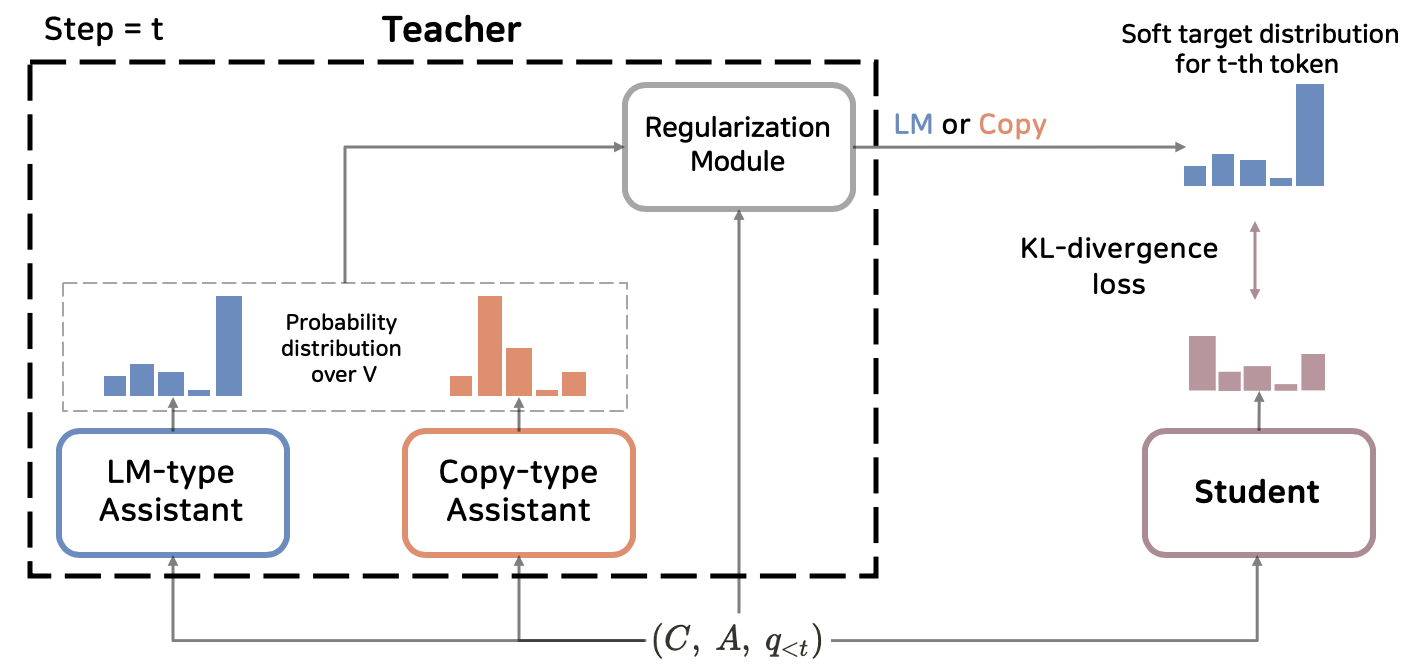 Step = t
Teacher
Soft target distribution
for t-th token
Regularization
Module
LM or Copy
KL-divergence
loss
Probability
distribution
over V
LM-type
Assistant
Copy-type
Assistant
Student
(C, A, q<t)